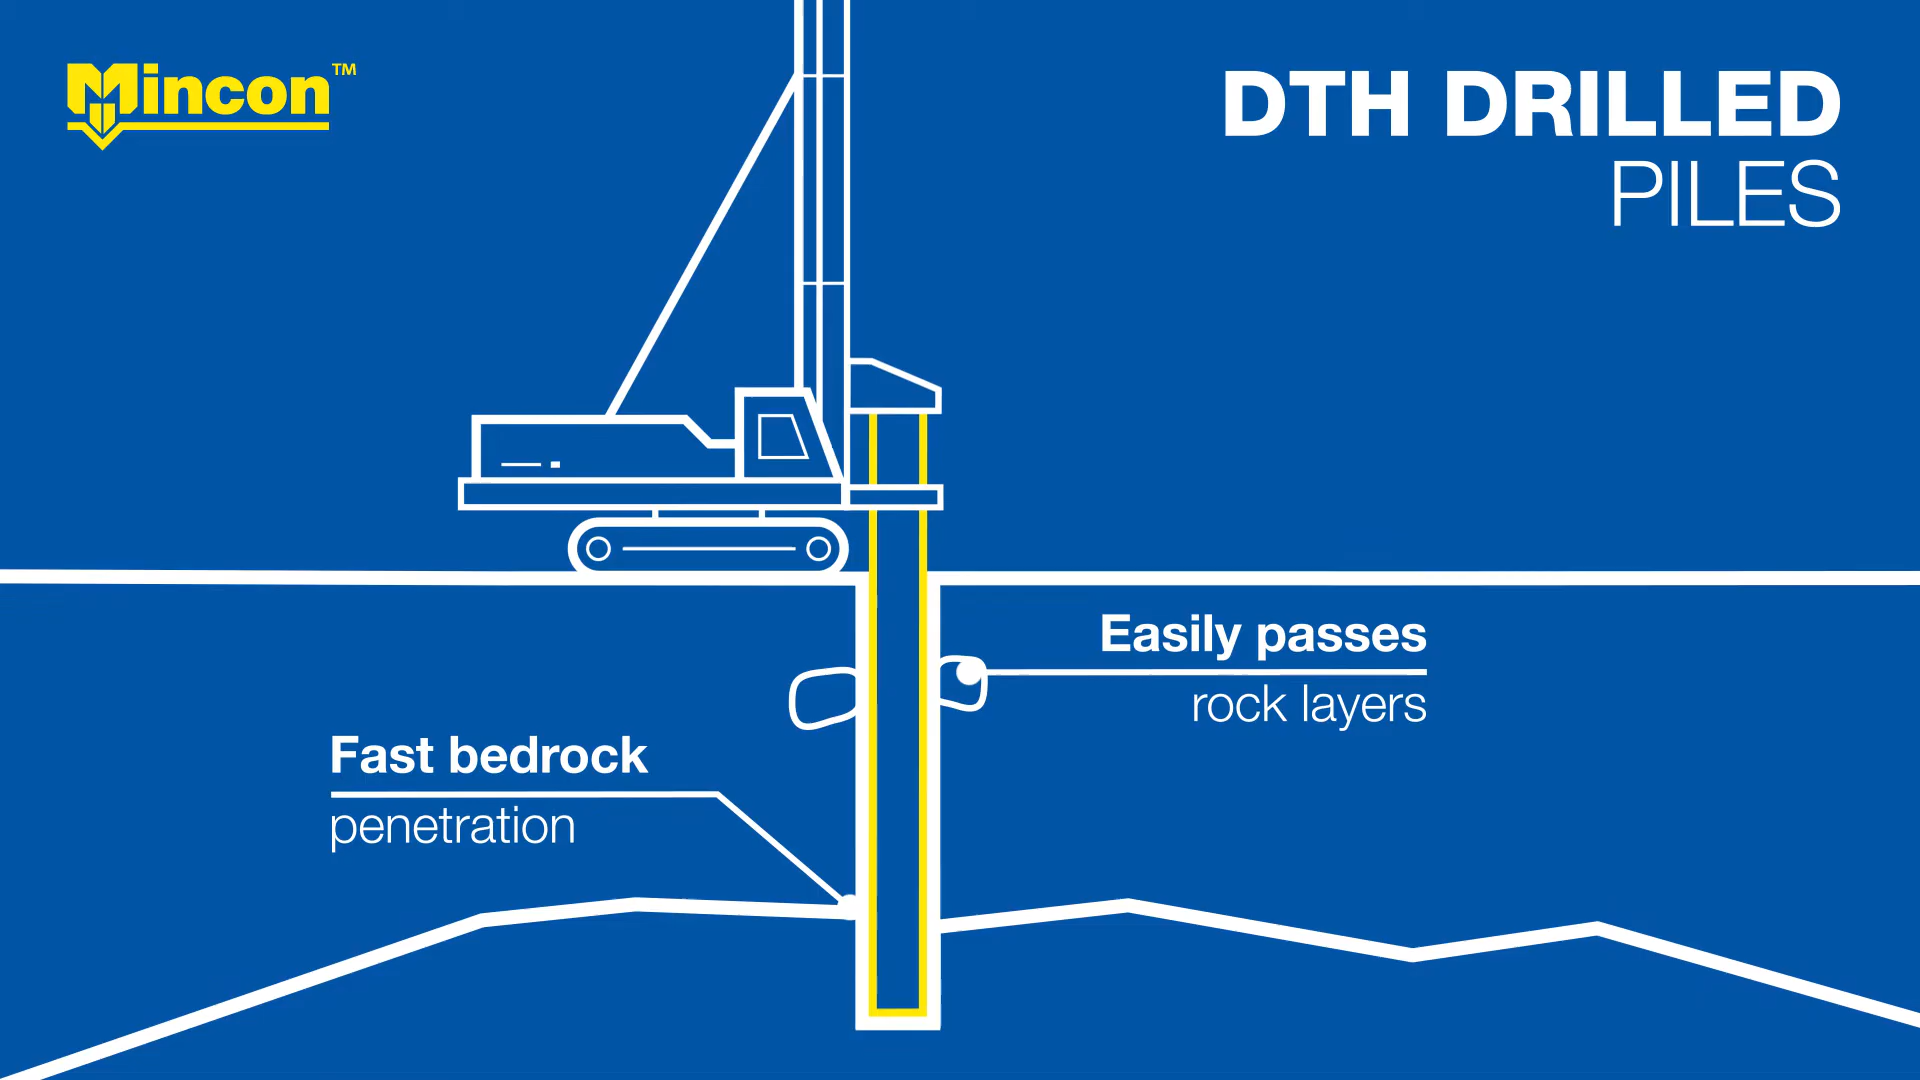 Mincon™
DTH DRILLED
PILES
Easily passes
rock layers
Fast bedrock
penetration